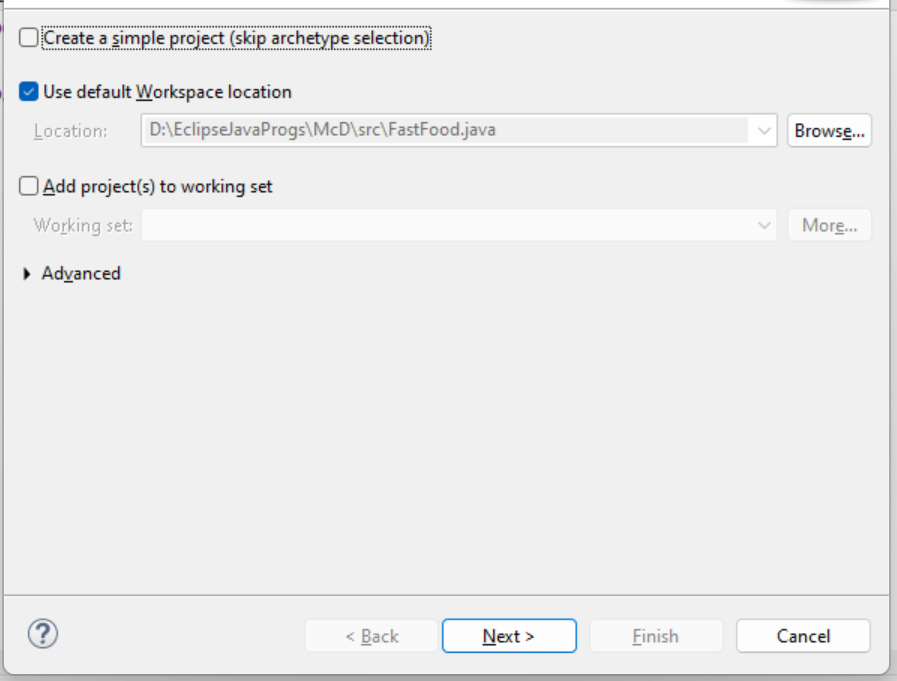 Create a simple project (skip archetype selection)
Use default Workspace location
Location: D:\EclipseJavaProgs\McD\src\FastFood.java Browse...
Add project(s) to working set
Working set: More...
Advanced
? < Back Next > Finish Cancel